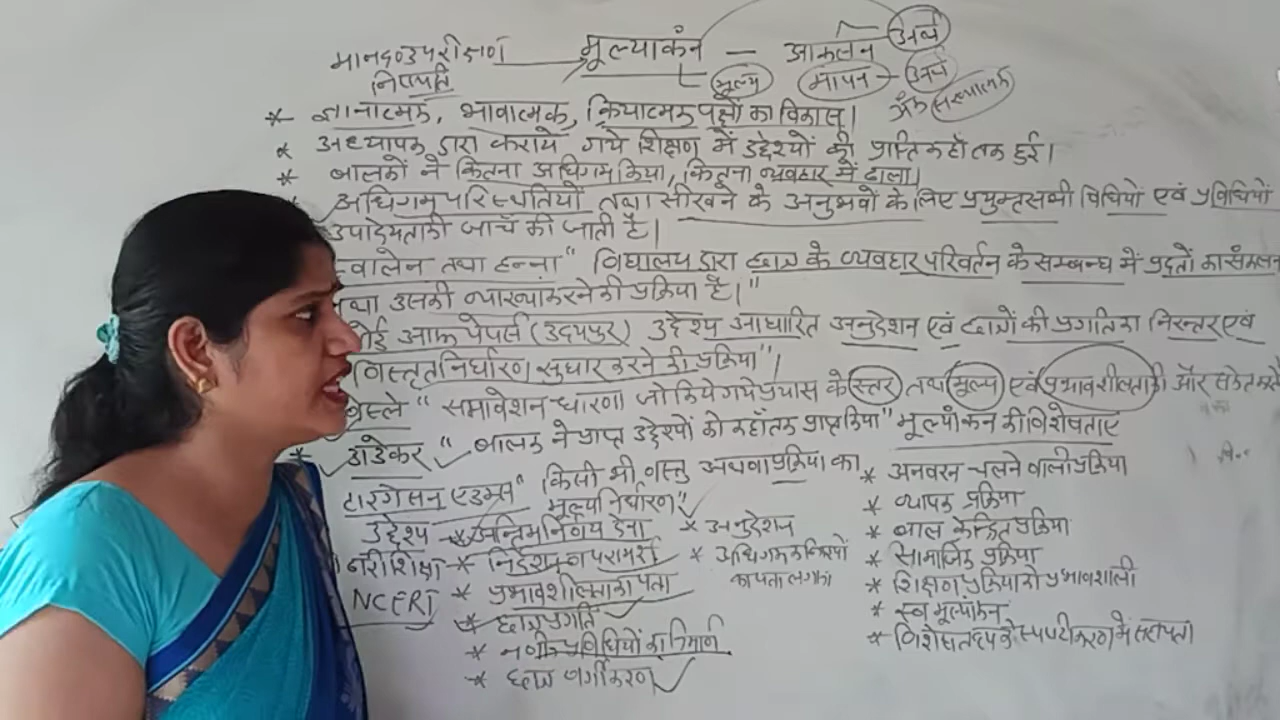 मानदण्ड परीक्षण मूल्याकंन — आकलन अर्थ
निष्पति मूल्य मापन — अर्थ
अंक संख्यात्मक
* ज्ञानात्मक, भावात्मक, क्रियात्मक पक्षों का विकास।
* अध्यापक द्वारा कराये गये शिक्षण में उद्देश्यों की प्राप्ति कहाँ तक हुई।
* बालकों ने कितना अधिगम किया, कितना व्यवहार में ढाला।
अधिगम परिस्थतियों तथा सीखने के अनुभवों के लिए प्रयुक्त सभी विधियों एवं प्रविधियों
उपादेयता की जाचँ की जाती है।
क्वालेन तथा हन्ना " विद्यालय द्वारा छात्र के व्यवहार परिवर्तन के सम्बन्ध में प्रदतों का संकलन
तथा उसकी व्याख्या करने की प्रक्रिया है।"
ऑफ पेपर्स (उदयपुर) उद्देश्य आधारित अनुदेशन एवं छात्रों की प्रगति का निरन्तर एवं
विस्तृत निर्धारण सुधार करने की प्रक्रिया"।
वेस्ले " समावेशन धारणा जो किये गये प्रयास के स्तर तथा मूल्य एवं प्रभावशीलता की और संकेत करे
* डांडेकर " बालक ने प्राप्त उद्देश्यों को कहाँ तक प्राप्त किया"
टारगेसन एडम्स" किसी भी वस्तु अथवा प्रक्रिया का
मूल्य निर्धारण"
उद्देश्य * अन्तिम निर्णय देना * अनुदेशन
* निर्देशन व परामर्श * अधिगम कठिनाइयों
का पता लगाना
NCERT * प्रभावशीलता का पता
* छात्र प्रगति
* नवीन प्रविधियों का निर्माण
* छात्र वर्गीकरण
मूल्यांकन की विशेषताए
* अनवरत चलने वाली प्रक्रिया
* व्यापक प्रक्रिया
* बाल केन्द्रित प्रक्रिया
* सामाजिक प्रक्रिया
* शिक्षण प्रक्रिया को प्रभावशाली
* स्व मूल्यांकन
* के स्पष्टीकरण में सहायता